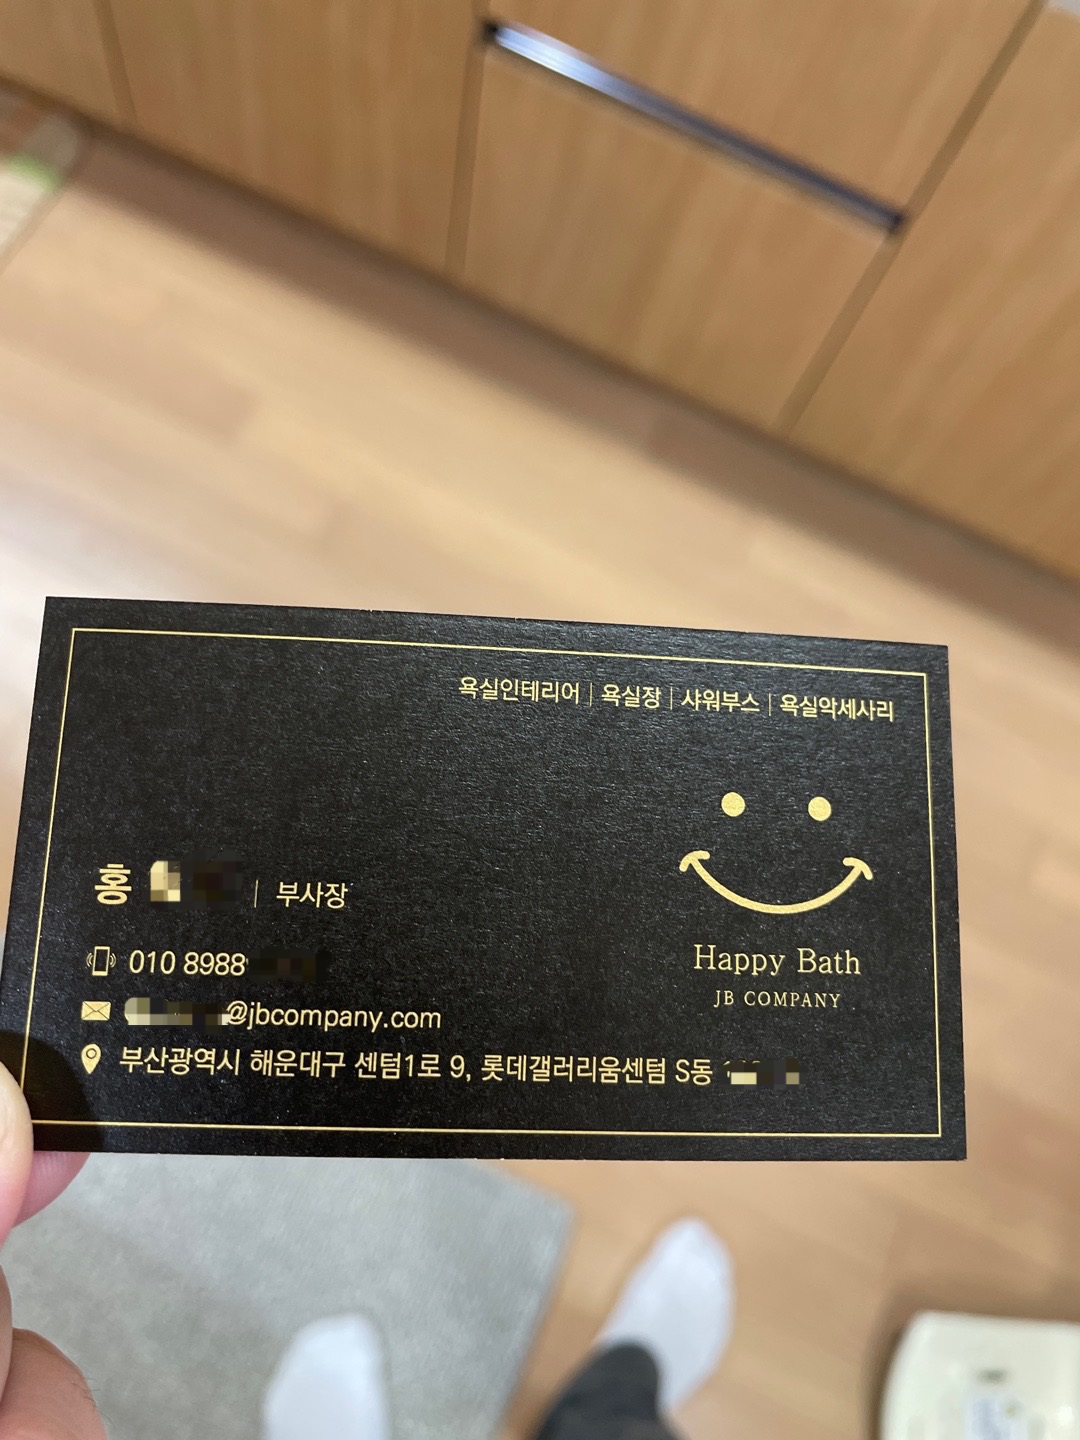 욕실인테리어 | 욕실장 | 샤워부스 | 욕실악세사리
홍 | 부사장
010 8988
@jbcompany.com
부산광역시 해운대구 센텀1로 9, 롯데갤러리움센텀 S동
Happy Bath
JB COMPANY